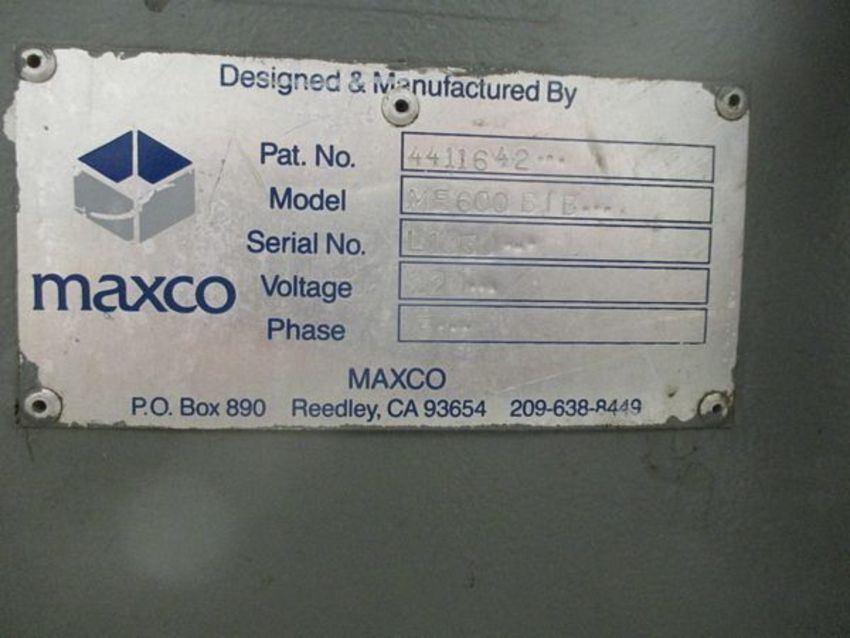 Designed & Manufactured By
maxco
Pat. No. 4411642...
Model
Serial No.
Voltage
Phase
MAXCO
P.O. Box 890 Reedley, CA 93654 209-638-8449